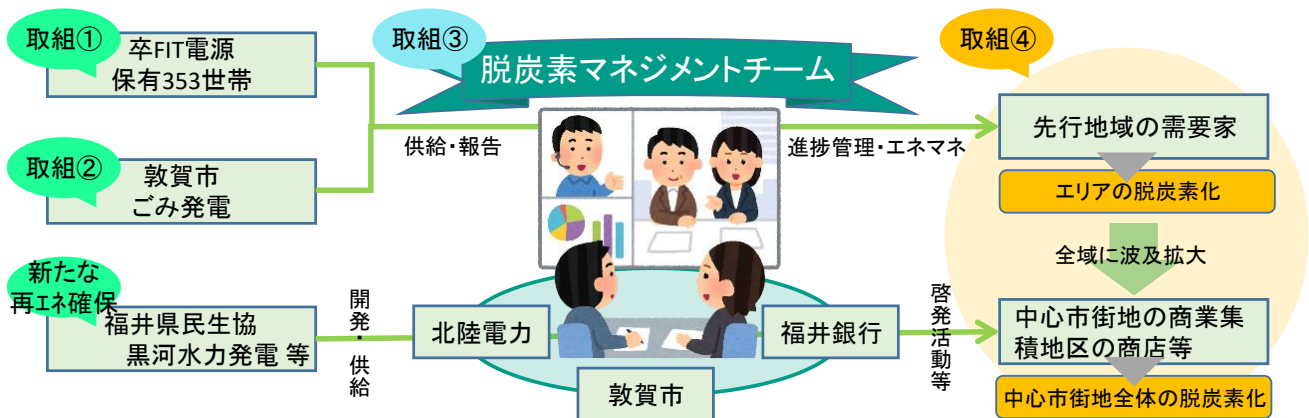 取組①
卒FIT電源
保有353世帯
取組②
敦賀市
ごみ発電
新たな
再エネ確保
福井県民生協
黒河水力発電 等
供給・報告
開発・供給
取組③
脱炭素マネジメントチーム
北陸電力
福井銀行
敦賀市
進捗管理・エネマネ
啓発活動等
取組④
先行地域の需要家
エリアの脱炭素化
全域に波及拡大
中心市街地の商業集
積地区の商店等
中心市街地全体の脱炭素化